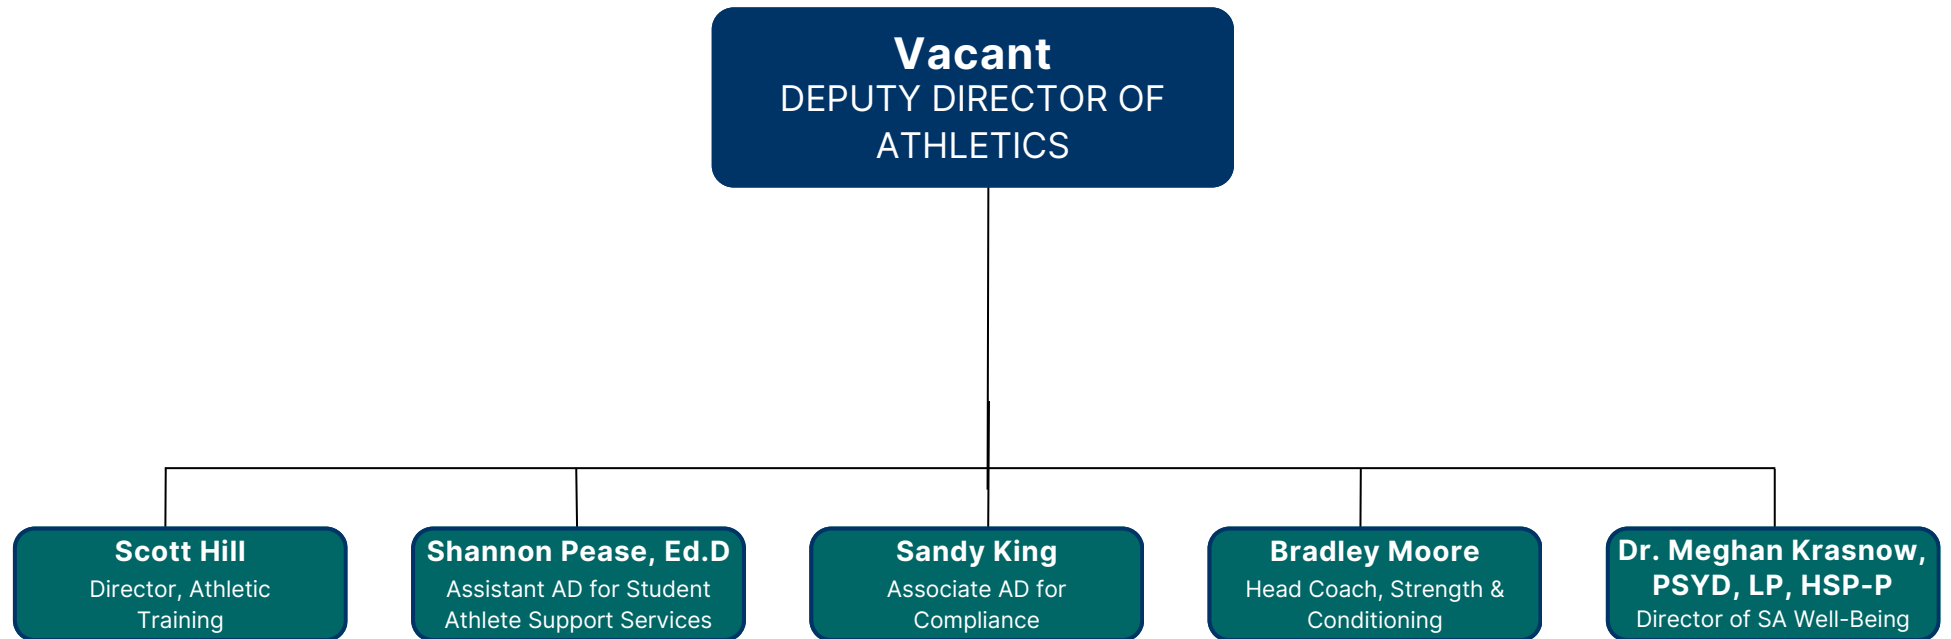 Vacant
DEPUTY DIRECTOR OF
ATHLETICS
Scott Hill
Director, Athletic
Training
Shannon Pease, Ed.D
Assistant AD for Student
Athlete Support Services
Sandy King
Associate AD for
Compliance
Bradley Moore
Head Coach, Strength &
Conditioning
Dr. Meghan Krasnow,
PSYD, LP, HSP-P
Director of SA Well-Being